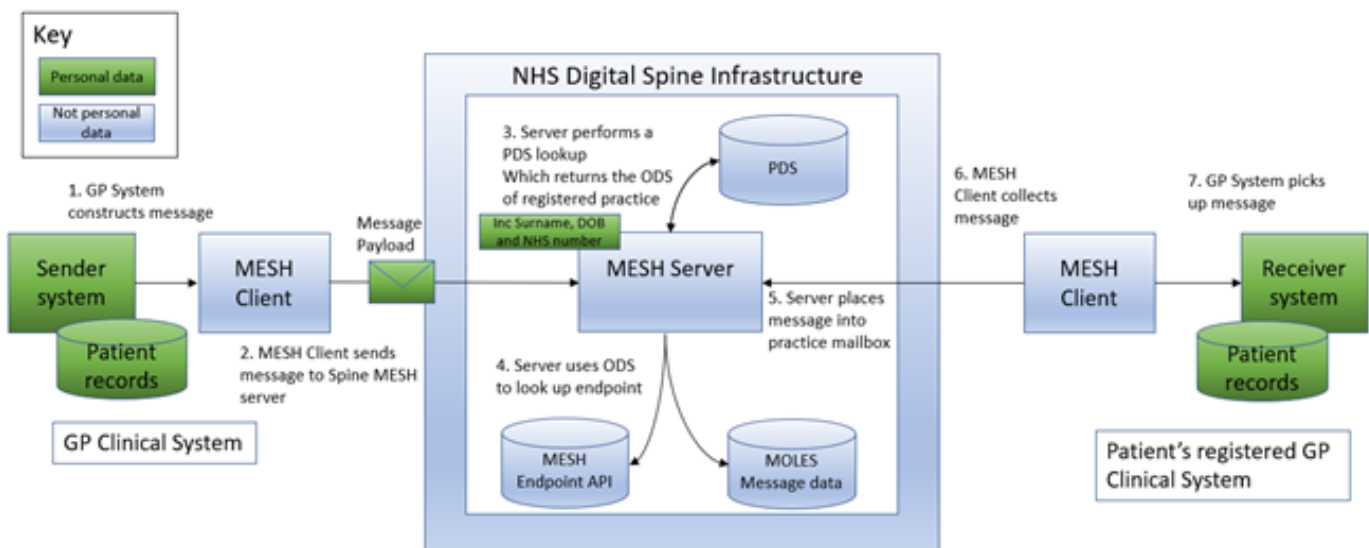 Key
Personal data
Not personal
data
NHS Digital Spine Infrastructure
1. GP System
constructs message
Sender
system
Patient
records
GP Clinical System
MESH
Client
2. MESH Client sends
message to Spine MESH
server
Message
Payload
3. Server performs a
PDS lookup
Which returns the ODS
of registered practice
Inc Surname, DOB
and NHS number
PDS
MESH Server
4. Server uses ODS
to look up endpoint
MESH
Endpoint API
MOLES
Message data
5. Server places
message into
practice mailbox
6. MESH
Client collects
message
MESH
Client
7. GP System picks
up message
Receiver
system
Patient
records
Patient's registered GP
Clinical System